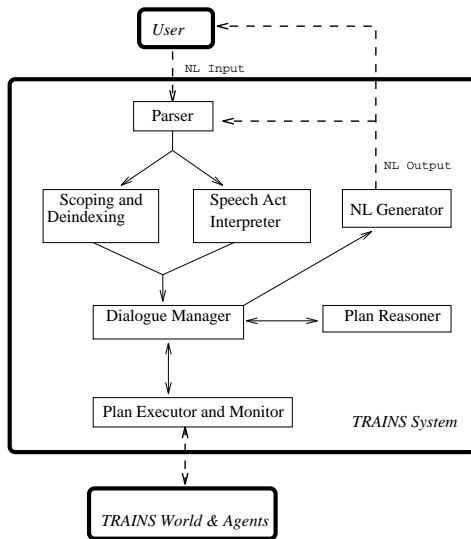 User
NL Input
Parser
NL Output
Scoping and
Deindexing
Speech Act
Interpreter
NL Generator
Dialogue Manager
Plan Reasoner
Plan Executor and Monitor
TRAINS System
TRAINS World & Agents